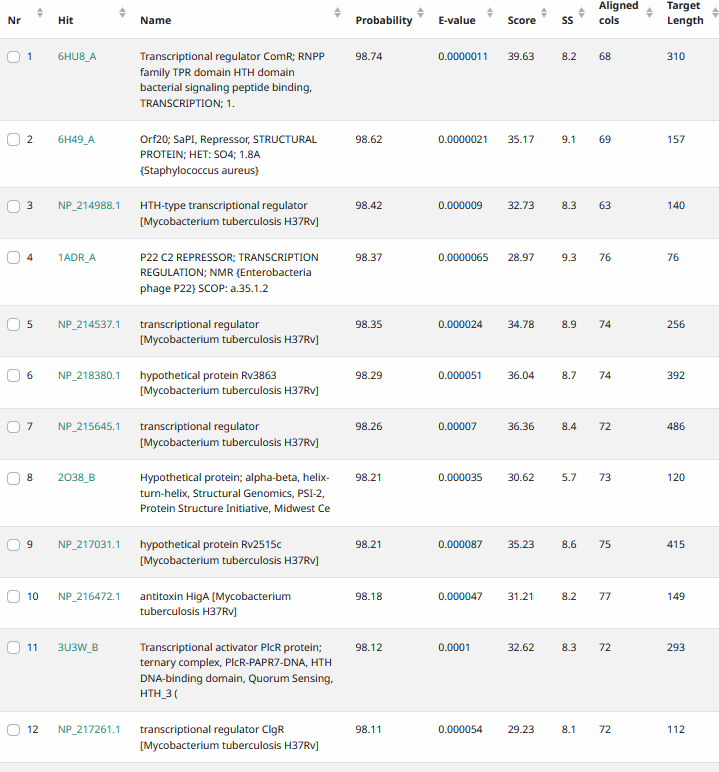 Nr Hit Name Probability E-value Score SS Aligned cols Target Length
1 6HU8_A Transcriptional regulator ComR; RNPP 98.74 0.0000011 39.63 8.2 68 310
family TPR domain HTH domain
bacterial signaling peptide binding,
TRANSCRIPTION; 1.
2 6H49_A Orf20; SaPI, Repressor, STRUCTURAL 98.62 0.0000021 35.17 9.1 69 157
PROTEIN; HET: SO4; 1.8A
{Staphylococcus aureus}
3 NP_214988.1 HTH-type transcriptional regulator 98.42 0.000009 32.73 8.3 63 140
[Mycobacterium tuberculosis H37Rv]
4 1ADR_A P22 C2 REPRESSOR; TRANSCRIPTION 98.37 0.0000065 28.97 9.3 76 76
REGULATION; NMR {Enterobacteria
phage P22} SCOP: a.35.1.2
5 NP_214537.1 transcriptional regulator 98.35 0.000024 34.78 8.9 74 256
[Mycobacterium tuberculosis H37Rv]
6 NP_218380.1 hypothetical protein Rv3863 98.29 0.000051 36.04 8.7 74 392
[Mycobacterium tuberculosis H37Rv]
7 NP_215645.1 transcriptional regulator 98.26 0.00007 36.36 8.4 72 486
[Mycobacterium tuberculosis H37Rv]
8 2O38_B Hypothetical protein; alpha-beta, helix- 98.21 0.000035 30.62 5.7 73 120
turn-helix, Structural Genomics, PSI-2,
Protein Structure Initiative, Midwest Ce
9 NP_217031.1 hypothetical protein Rv2515c 98.21 0.000087 35.23 8.6 75 415
[Mycobacterium tuberculosis H37Rv]
10 NP_216472.1 antitoxin HigA [Mycobacterium 98.18 0.000047 31.21 8.2 77 149
tuberculosis H37Rv]
11 3U3W_B Transcriptional activator PlcR protein; 98.12 0.0001 32.62 8.3 72 293
ternary complex, PlcR-PAPR7-DNA, HTH
DNA-binding domain, Quorum Sensing,
HTH_3 (
12 NP_217261.1 transcriptional regulator ClgR 98.11 0.000054 29.23 8.1 72 112
[Mycobacterium tuberculosis H37Rv]